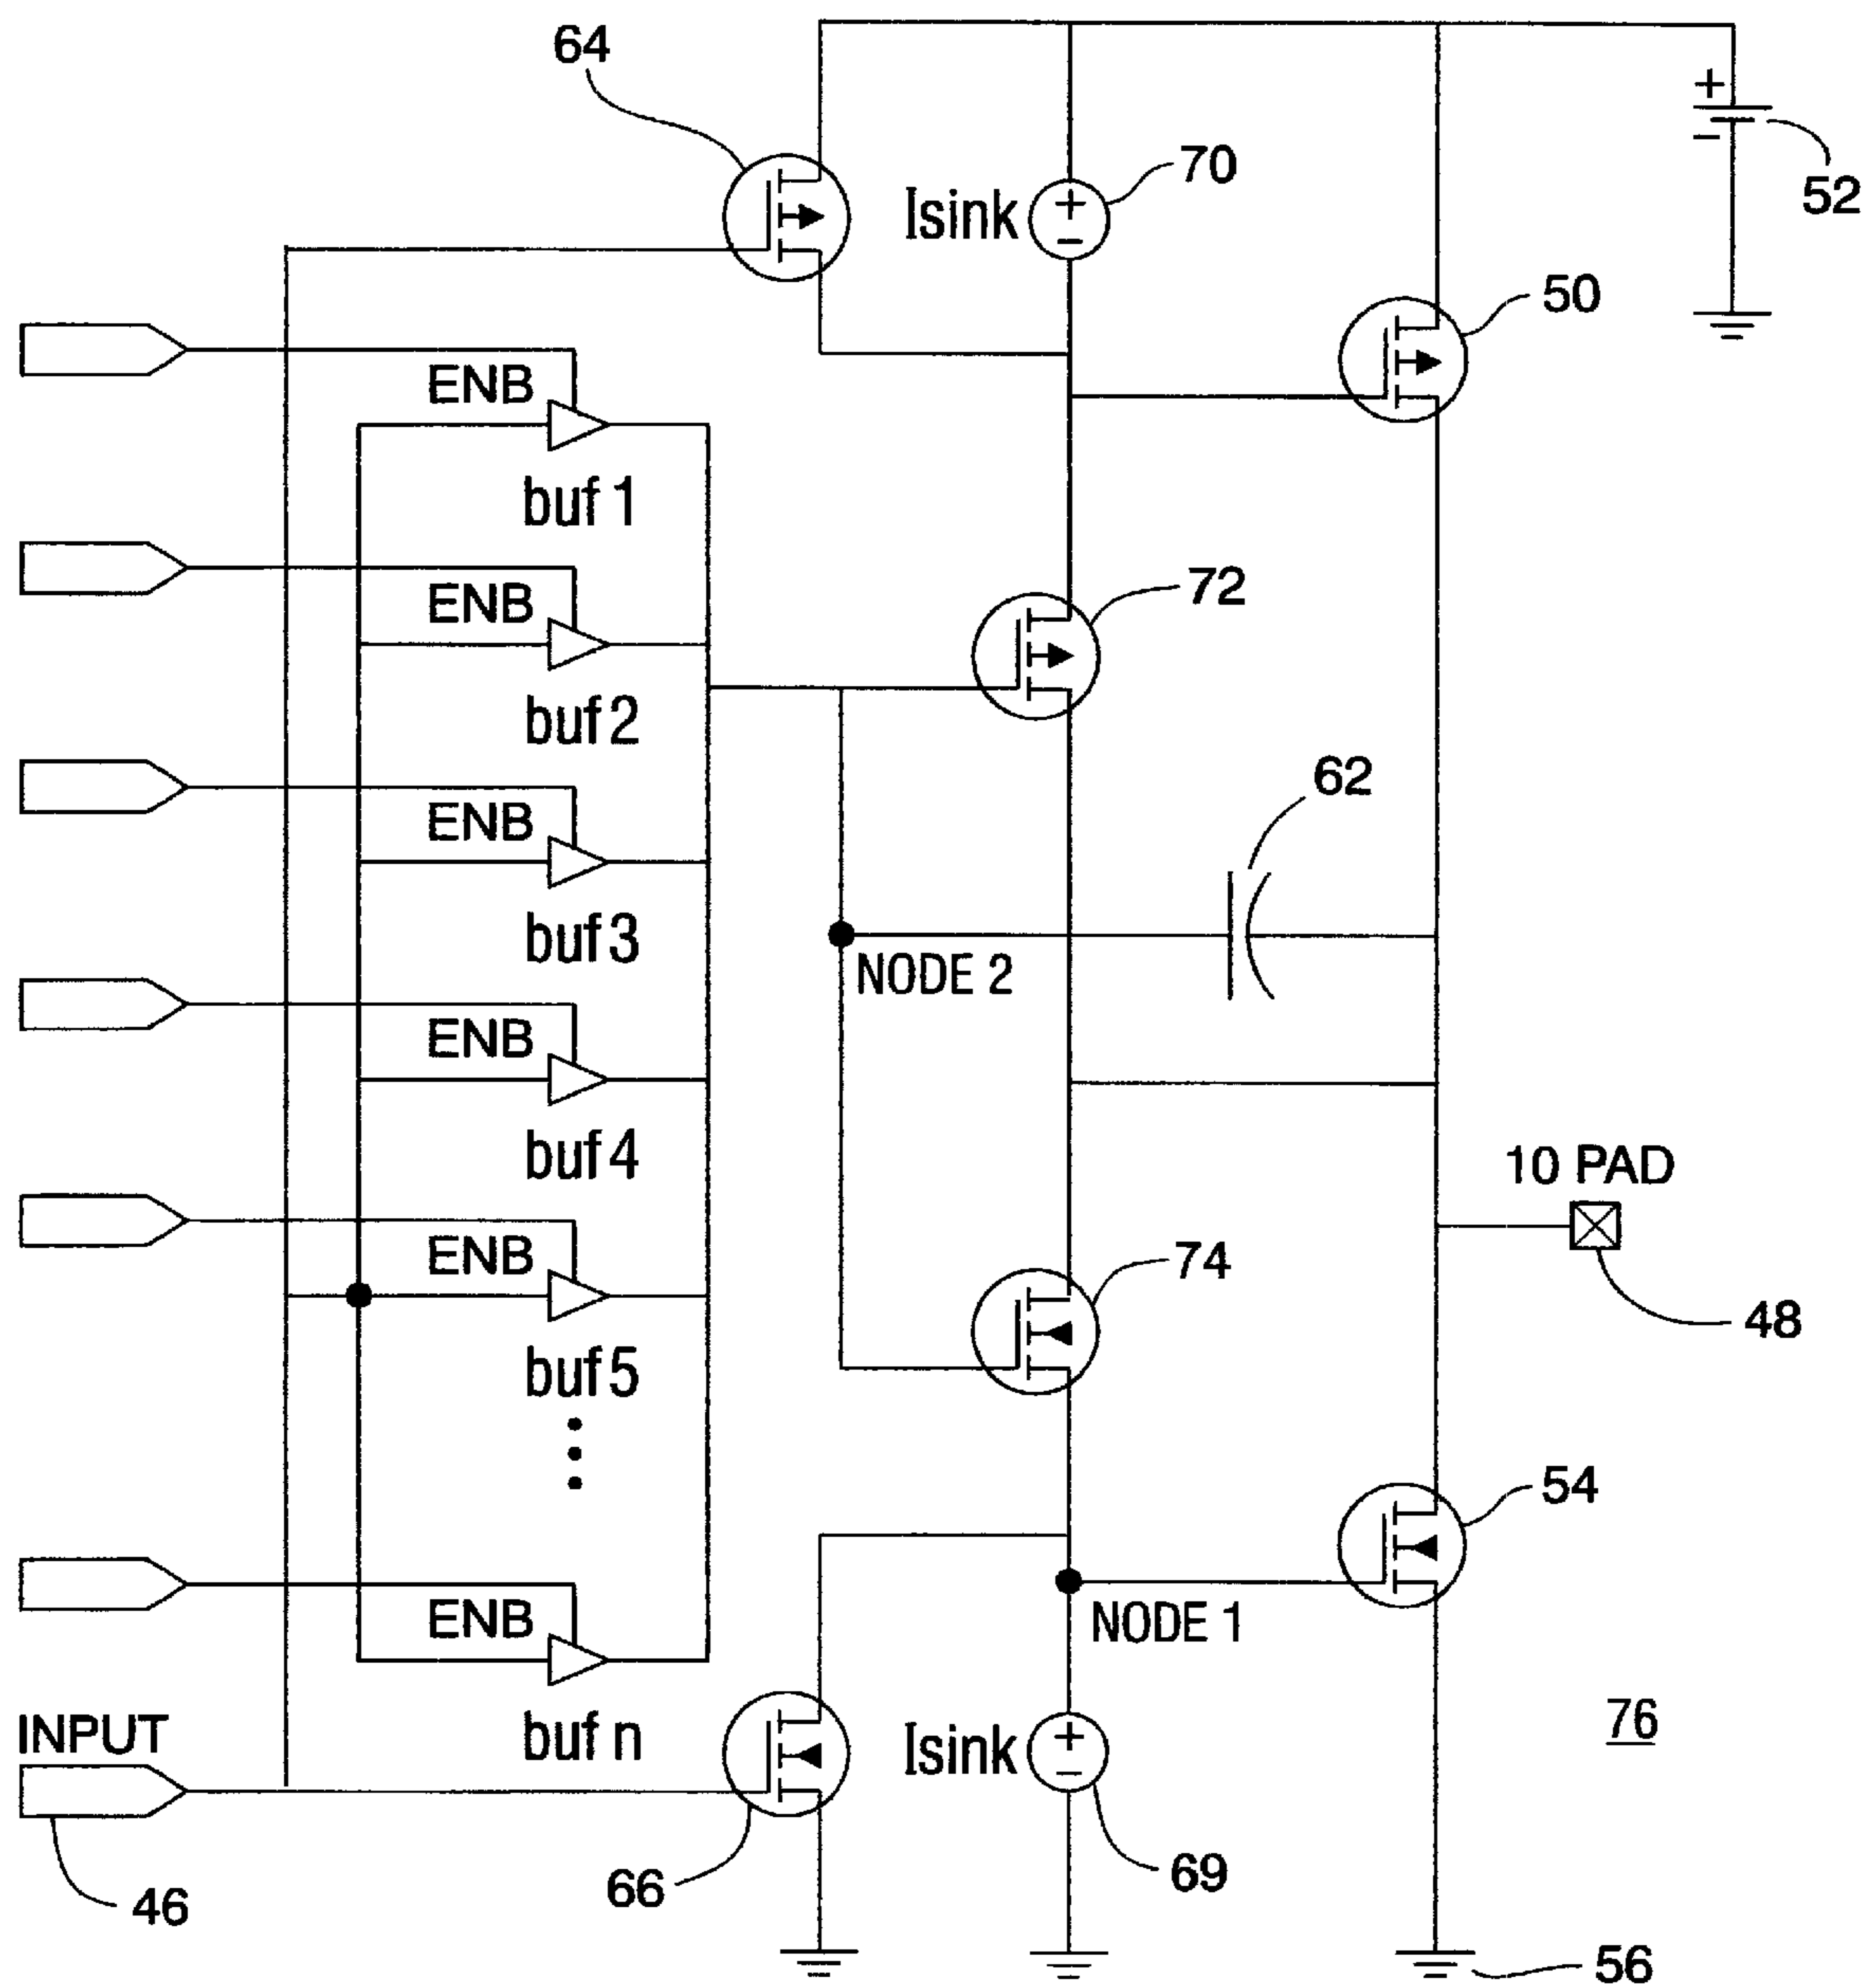 64
+
-
52
70
Isink
+
-
50
ENB
buf 1
ENB
buf 2
72
ENB
buf 3
62
NODE 2
ENB
buf 4
10 PAD
48
ENB
buf 5
74
54
ENB
buf n
NODE 1
INPUT
46
66
Isink
+
-
69
76
56